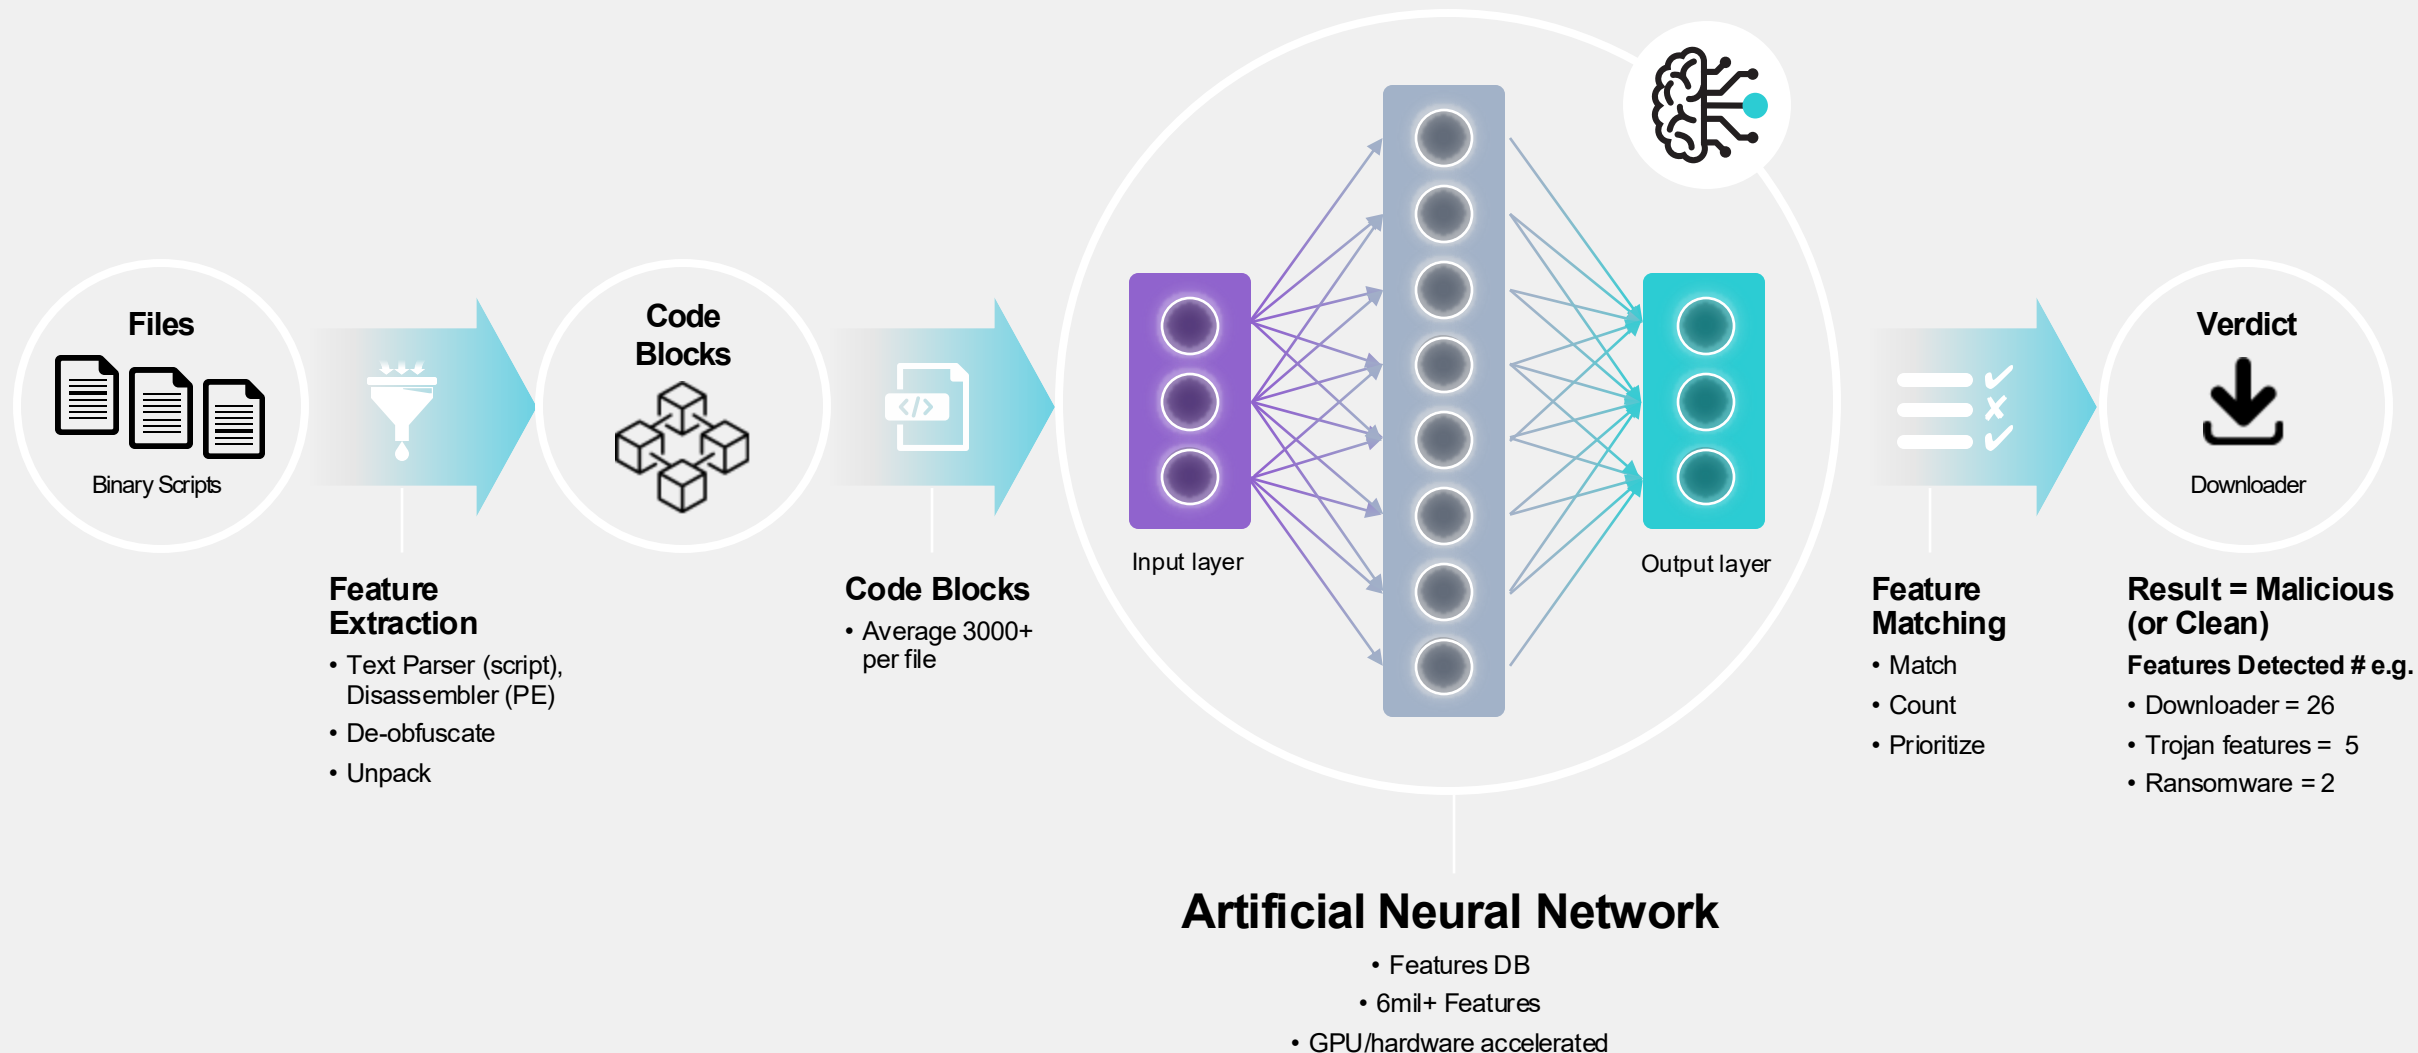 Files
Binary Scripts
Feature
Extraction
• Text Parser (script),
Disassembler (PE)
• De-obfuscate
• Unpack
Code
Blocks
</>
Code Blocks
• Average 3000+
per file
Input layer
Output layer
Artificial Neural Network
• Features DB
• 6mil+ Features
• GPU/hardware accelerated
Feature
Matching
• Match
• Count
• Prioritize
Verdict
Downloader
Result = Malicious
(or Clean)
Features Detected # e.g.
• Downloader = 26
• Trojan features = 5
• Ransomware = 2